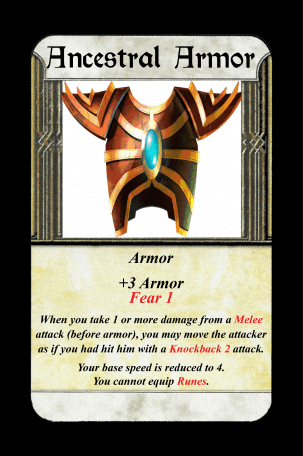 Ancestral Armor
Armor
+3 Armor
Fear 1
When you take 1 or more damage from a Melee
attack (before armor), you may move the attacker
as if you had hit him with a Knockback 2 attack.
Your base speed is reduced to 4.
You cannot equip Runes.